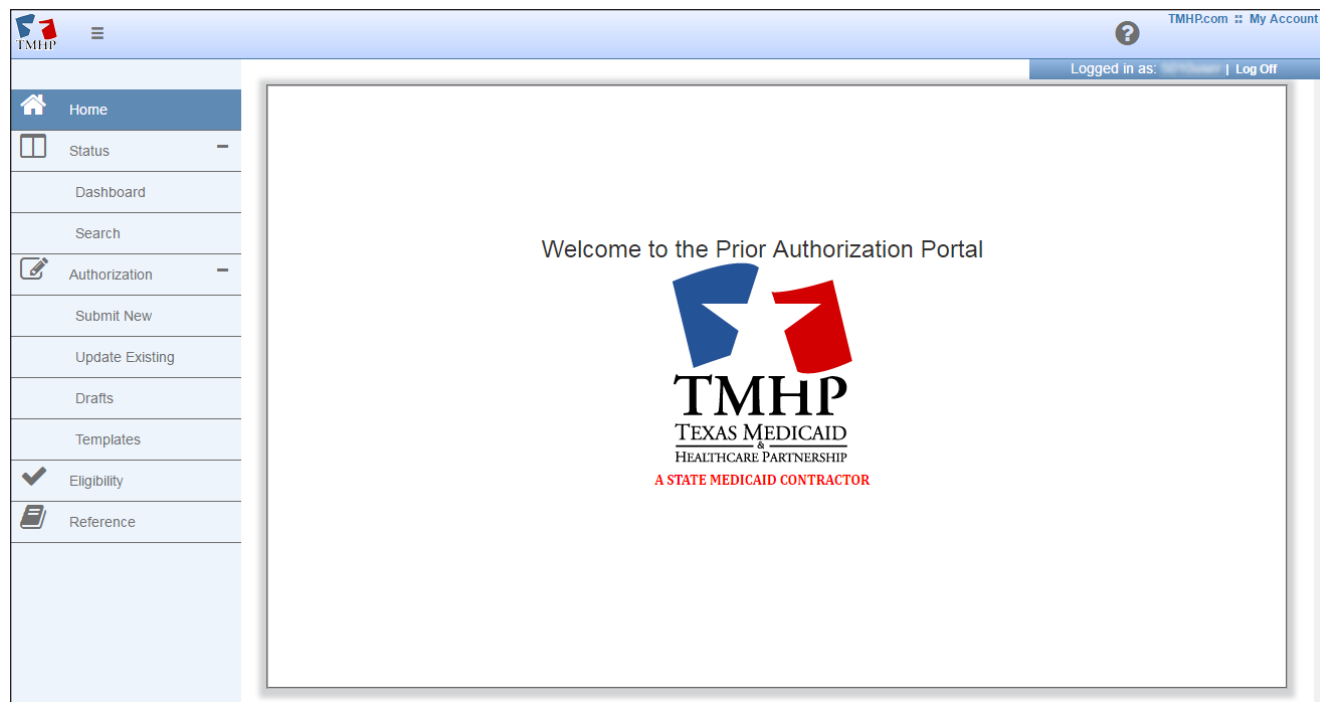 TMHP
TMHP.com :: My Account
Logged in as: | Log Off
Home
Status
Dashboard
Search
Authorization
Submit New
Update Existing
Drafts
Templates
Eligibility
Reference
Welcome to the Prior Authorization Portal
TMHP
TEXAS MEDICAID
&
HEALTHCARE PARTNERSHIP
A STATE MEDICAID CONTRACTOR